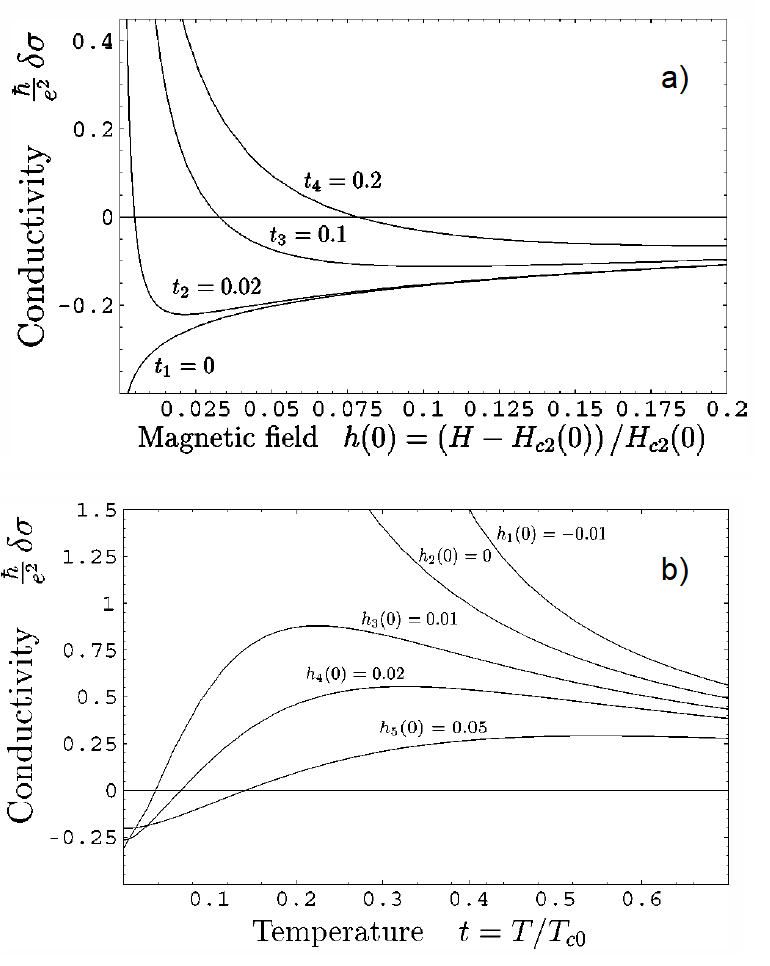 a)
0.4
0.2
0
-0.2
Conductivity ħ/e² δσ
t₄ = 0.2
t₃ = 0.1
t₂ = 0.02
t₁ = 0
0.025 0.05 0.075 0.1 0.125 0.15 0.175 0.2
Magnetic field h(0) = (H − H_c2(0)) / H_c2(0)
b)
1.5
1.25
1
0.75
0.5
0.25
0
-0.25
Conductivity ħ/e² δσ
h₁(0) = −0.01
h₂(0) = 0
h₃(0) = 0.01
h₄(0) = 0.02
h₅(0) = 0.05
0.1 0.2 0.3 0.4 0.5 0.6
Temperature t = T/T_c0